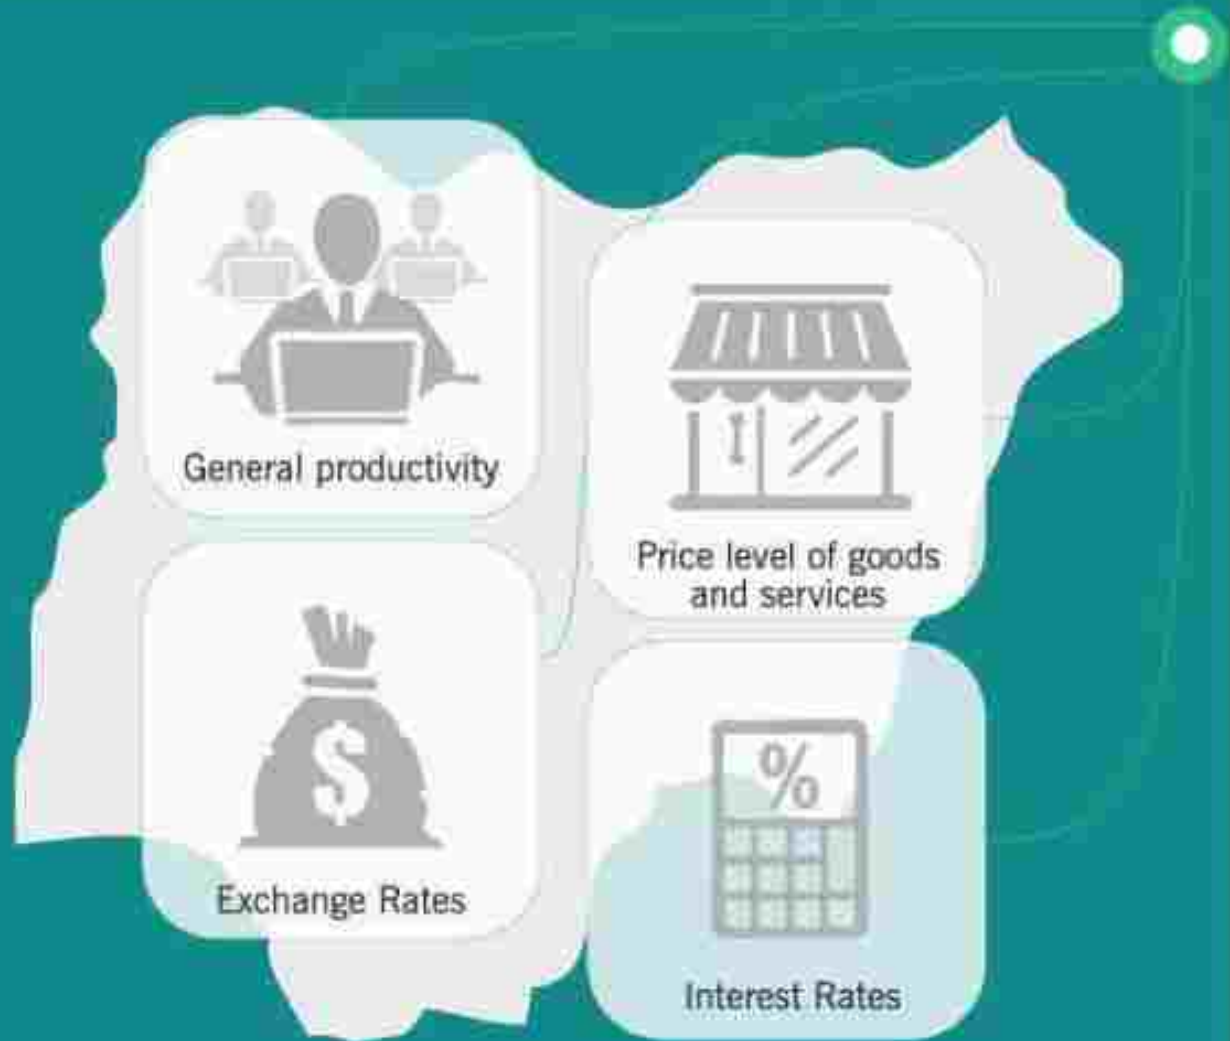 General productivity
Price level of goods
and services
$
Exchange Rates
%
Interest Rates